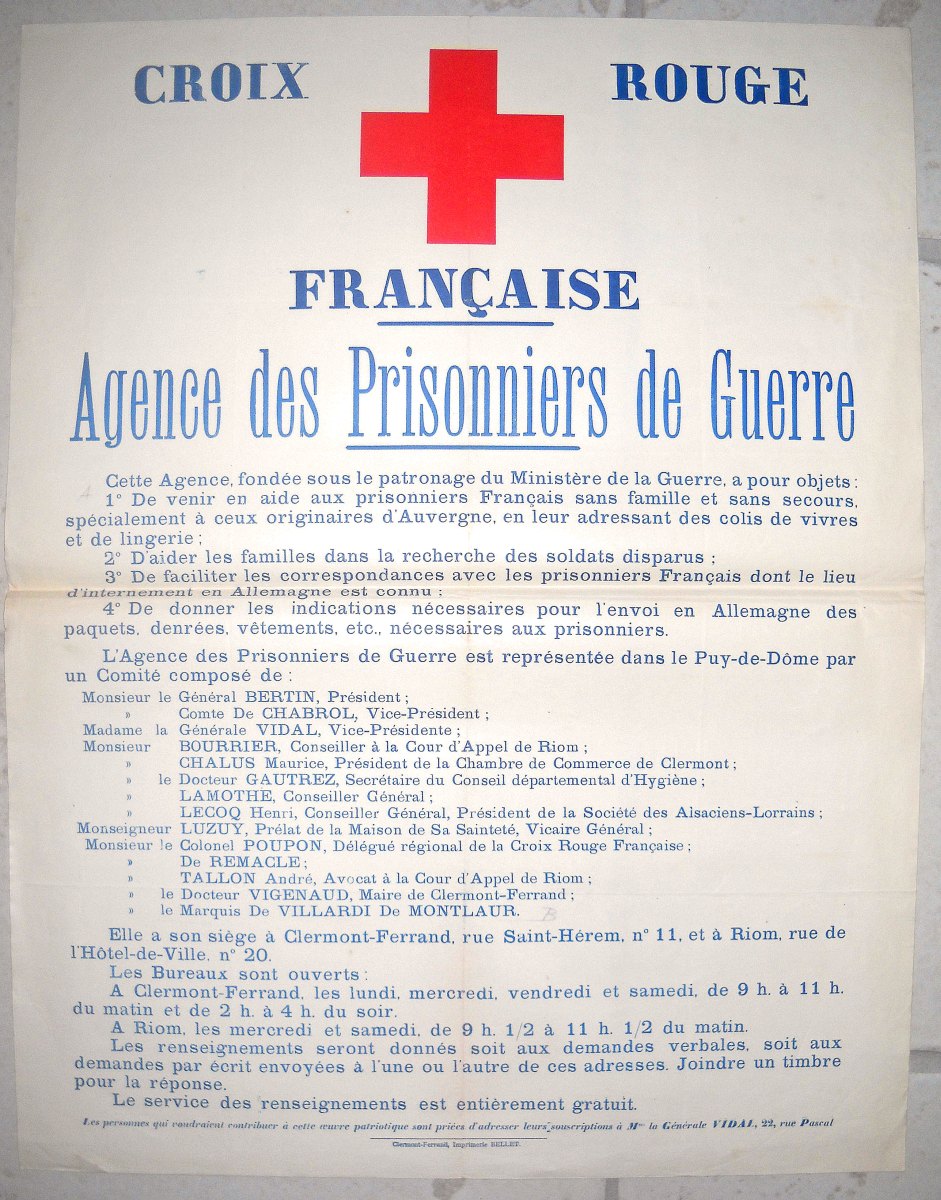 CROIX ROUGE
FRANÇAISE
Agence des Prisonniers de Guerre
Cette Agence, fondée sous le patronage du Ministère de la Guerre, a pour objets :
1° De venir en aide aux prisonniers Français sans famille et sans secours,
spécialement à ceux originaires d'Auvergne, en leur adressant des colis de vivres
et de lingerie ;
2° D'aider les familles dans la recherche des soldats disparus ;
3° De faciliter les correspondances avec les prisonniers Français dont le lieu
d'internement en Allemagne est connu ;
4° De donner les indications nécessaires pour l'envoi en Allemagne des
paquets, denrées, vêtements, etc., nécessaires aux prisonniers.
L'Agence des Prisonniers de Guerre est représentée dans le Puy-de-Dôme par
un Comité composé de :
Monsieur le Général BERTIN, Président ;
» Comte De CHABROL, Vice-Président ;
Madame la Générale VIDAL, Vice-Présidente ;
Monsieur BOURRIER, Conseiller à la Cour d'Appel de Riom ;
» CHALUS Maurice, Président de la Chambre de Commerce de Clermont ;
» le Docteur GAUTREZ, Secrétaire du Conseil départemental d'Hygiène ;
» LAMOTHE, Conseiller Général ;
» LECOQ Henri, Conseiller Général, Président de la Société des Alsaciens-Lorrains ;
Monseigneur LUZUY, Prélat de la Maison de Sa Sainteté, Vicaire Général ;
Monsieur le Colonel POUPON, Délégué régional de la Croix Rouge Française ;
» De REMACLE ;
» TALLON André, Avocat à la Cour d'Appel de Riom ;
» le Docteur VIGENAUD, Maire de Clermont-Ferrand ;
» le Marquis De VILLARDI De MONTLAUR.
Elle a son siège à Clermont-Ferrand, rue Saint-Hérem, n° 11, et à Riom, rue de
l'Hôtel-de-Ville, n° 20.
Les Bureaux sont ouverts :
A Clermont-Ferrand, les lundi, mercredi, vendredi et samedi, de 9 h. à 11 h.
du matin et de 2 h. à 4 h. du soir.
A Riom, les mercredi et samedi, de 9 h. 1/2 à 11 h. 1/2 du matin.
Les renseignements seront donnés soit aux demandes verbales, soit aux
demandes par écrit envoyées à l'une ou l'autre de ces adresses. Joindre un timbre
pour la réponse.
Le service des renseignements est entièrement gratuit.
Les personnes qui voudraient contribuer à cette œuvre patriotique sont priées d'adresser leurs souscriptions à Mme la Générale VIDAL, 22, rue Pascal
Clermont-Ferrand, Imprimerie BELLET.